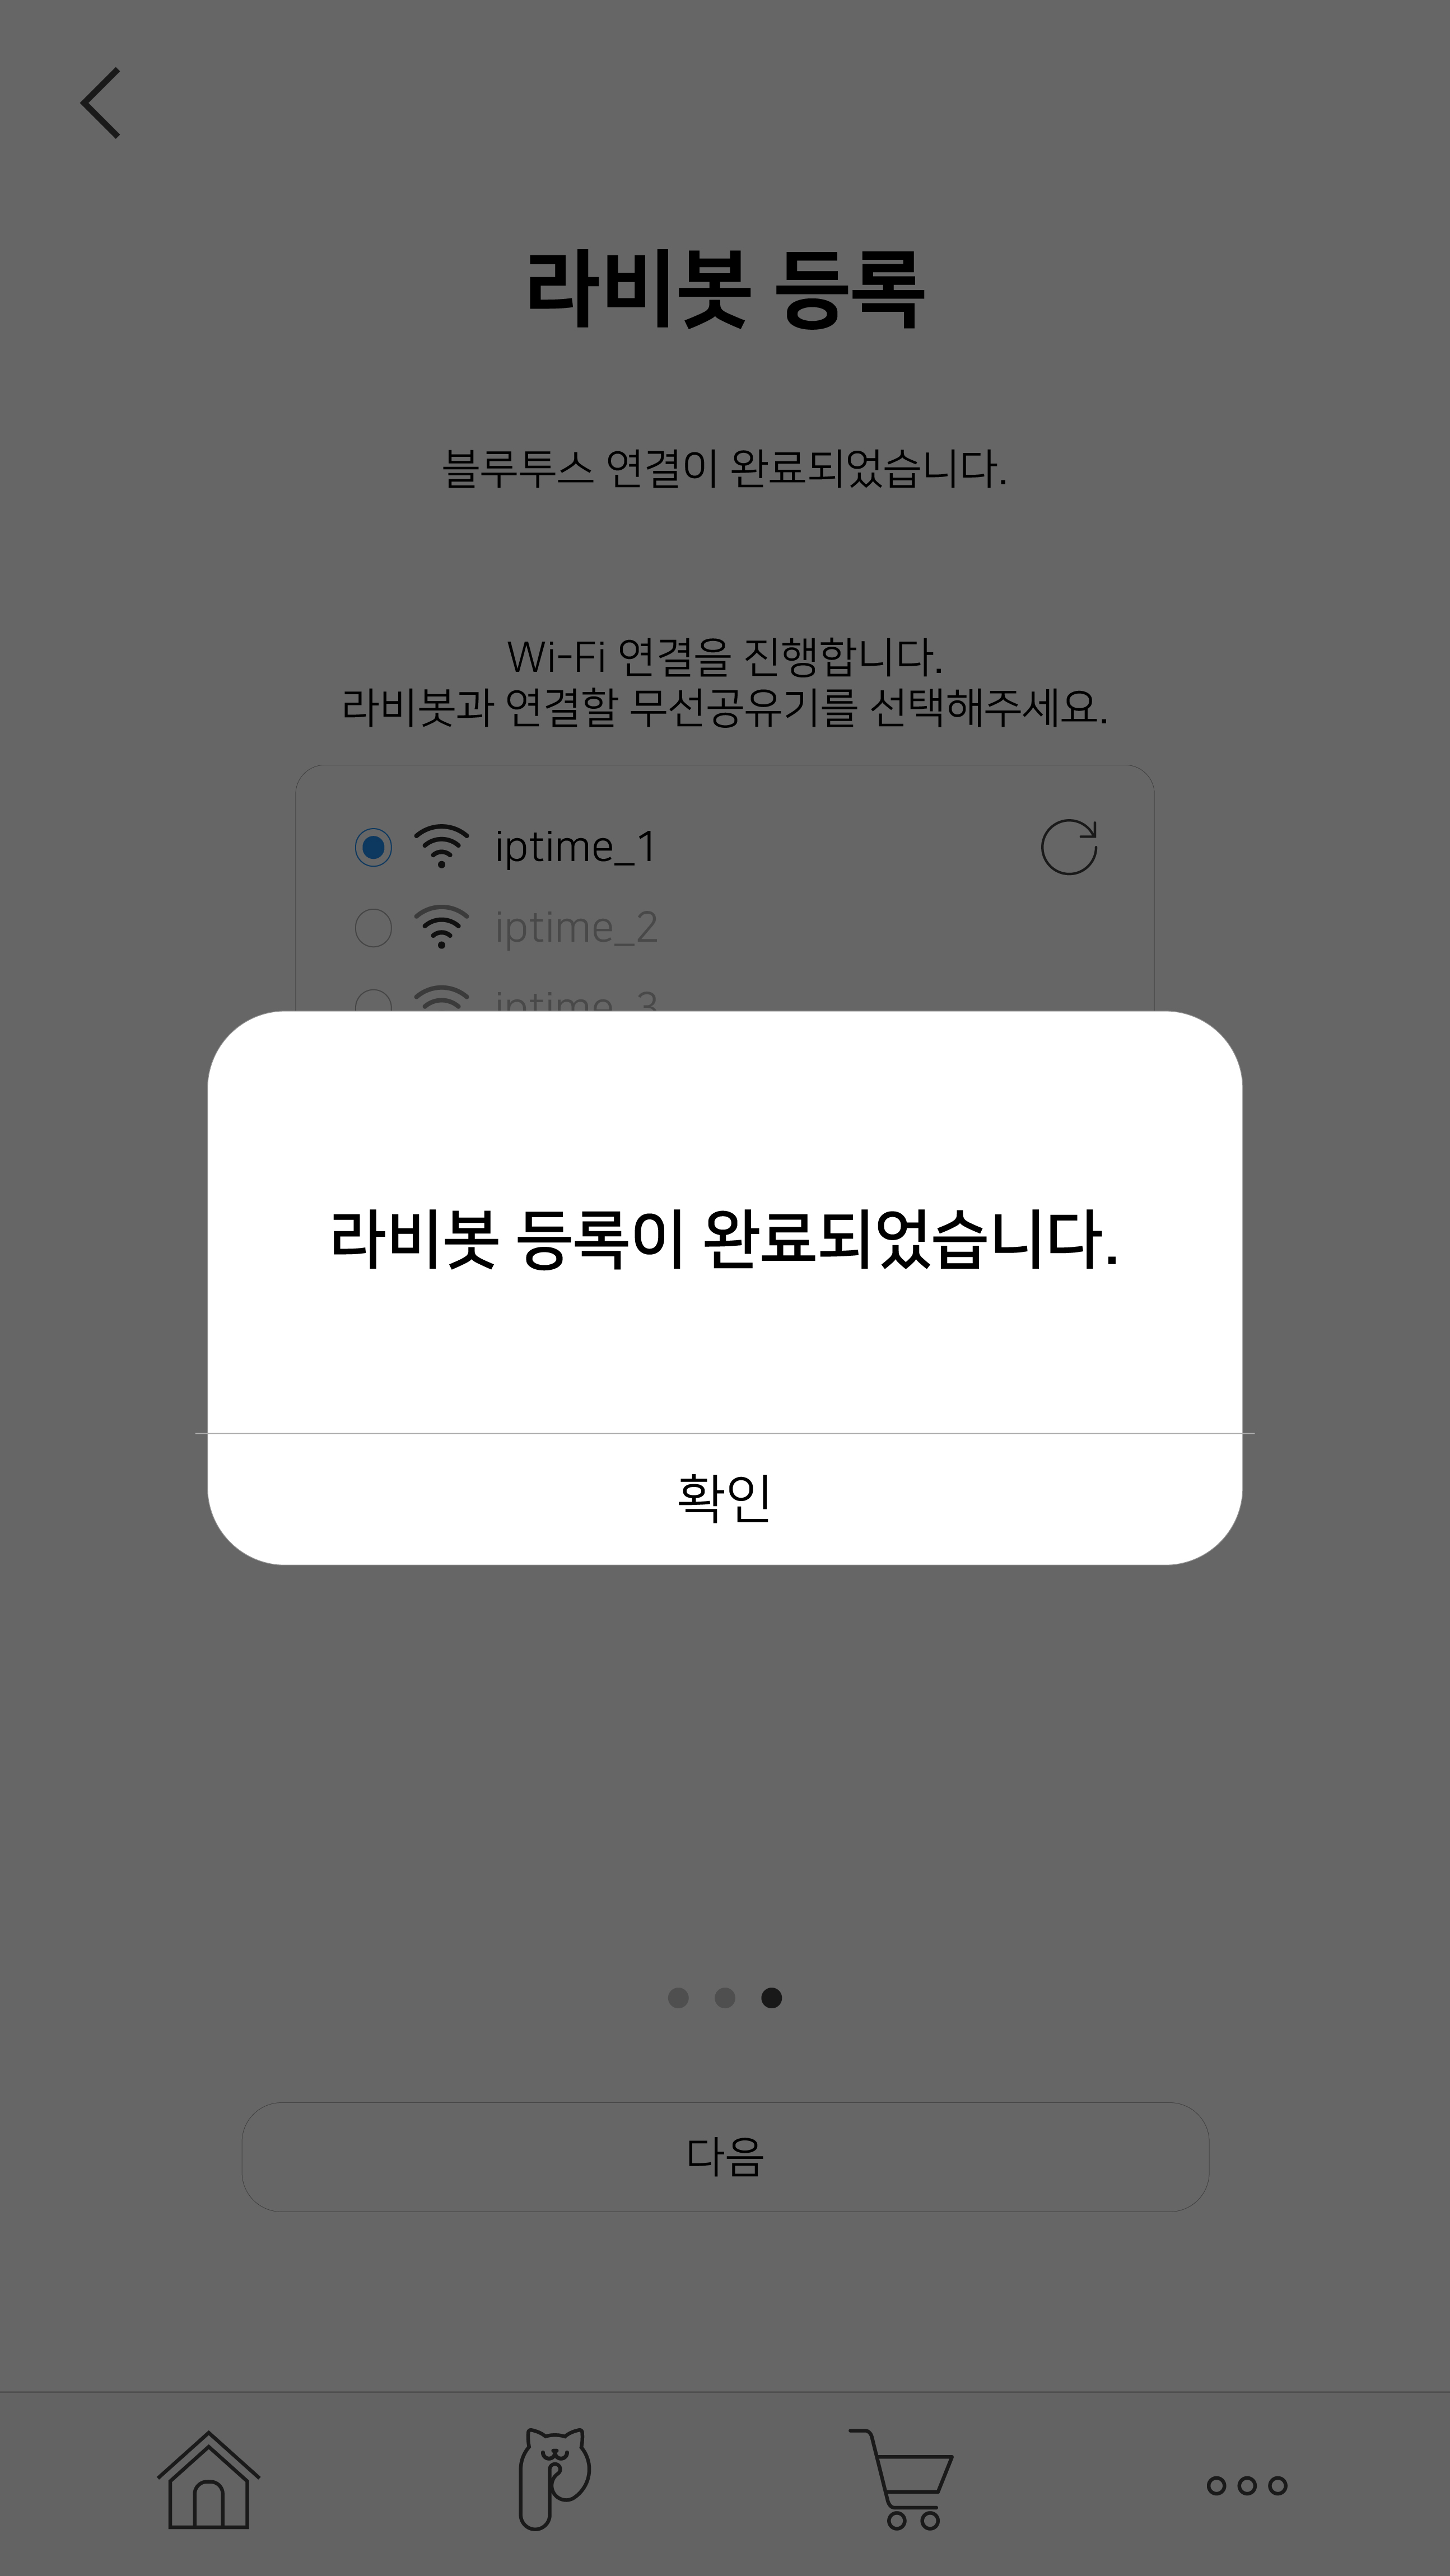 라비봇 등록
블루투스 연결이 완료되었습니다.
Wi-Fi 연결을 진행합니다.
라비봇과 연결할 무선공유기를 선택해주세요.
iptime_1
iptime_2
iptime_3
라비봇 등록이 완료되었습니다.
확인
다음